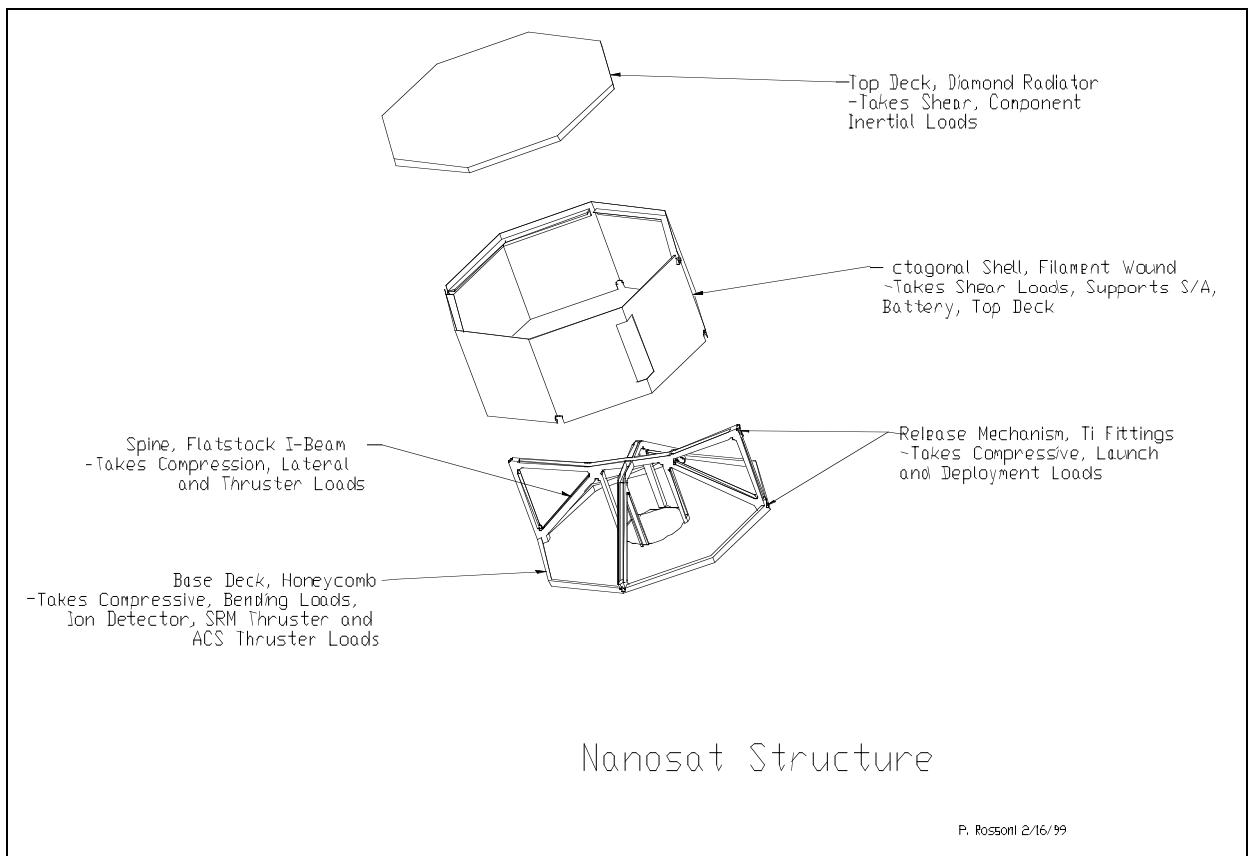 Top Deck, Diamond Radiator
-Takes Shear, Component
Inertial Loads
ctagonal Shell, Filament Wound
-Takes Shear Loads, Supports S/A,
Battery, Top Deck
Spine, Flatstock I-Beam
-Takes Compression, Lateral
and Thruster Loads
Release Mechanism, Ti Fittings
-Takes Compressive, Launch
and Deployment Loads
Base Deck, Honeycomb
-Takes Compressive, Bending Loads,
Ion Detector, SRM Thruster and
ACS Thruster Loads
Nanosat Structure
P. Rossoni 2/16/99